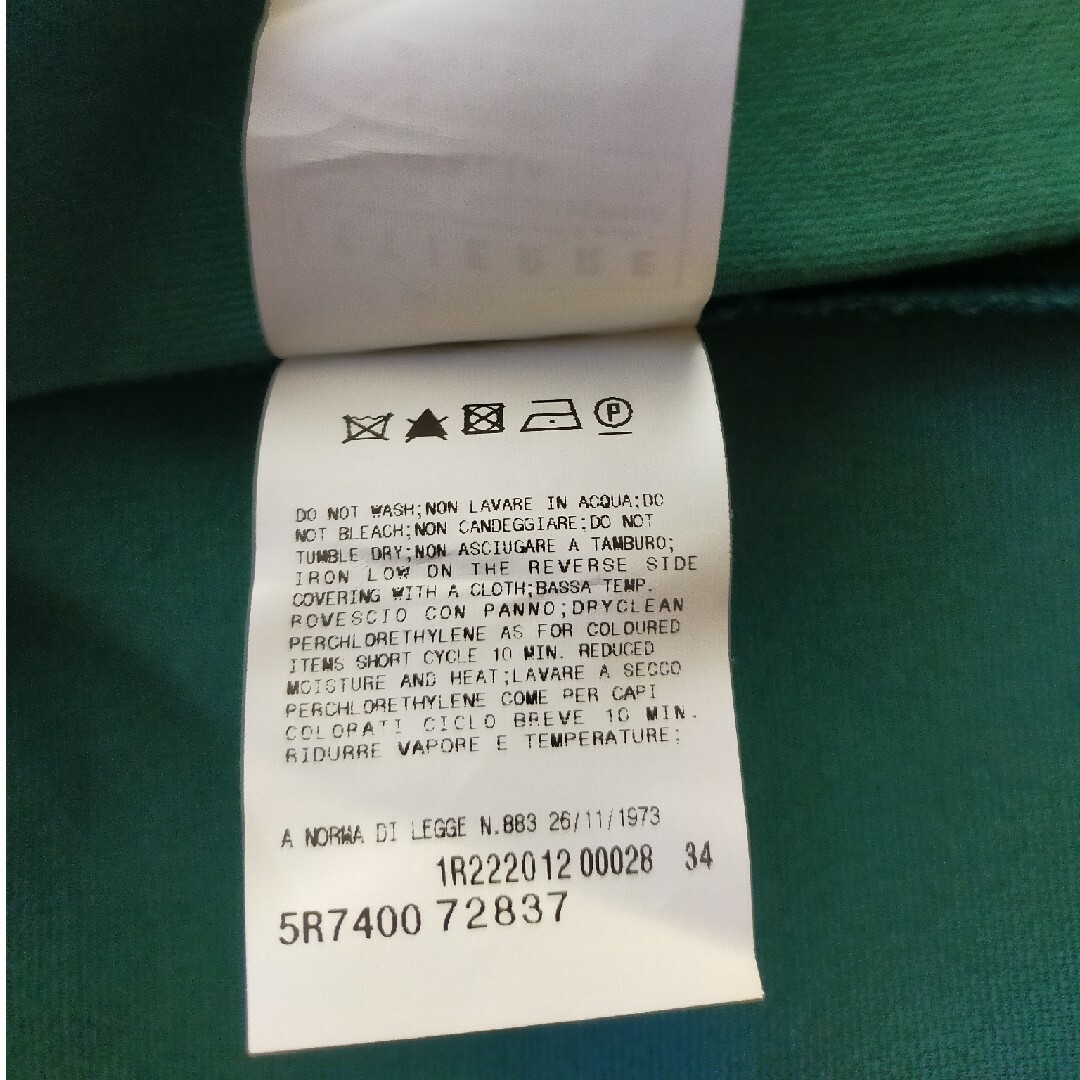 P
DO NOT WASH;NON LAVARE IN ACQUA;DO
NOT BLEACH;NON CANDEGGIARE;DO NOT
TUMBLE DRY;NON ASCIUGARE A TAMBURO;
IRON LOW ON THE REVERSE SIDE
COVERING WITH A CLOTH;BASSA TEMP.
ROVESCIO CON PANNO;DRYCLEAN
PERCHLORETHYLENE AS FOR COLOURED
ITEMS SHORT CYCLE 10 MIN. REDUCED
MOISTURE AND HEAT;LAVARE A SECCO
PERCHLORETHYLENE COME PER CAPI
COLORATI CICLO BREVE 10 MIN.
RIDURRE VAPORE E TEMPERATURE;
A NORMA DI LEGGE N.883 26/11/1973
1R222012 00028 34
5R7400 72837